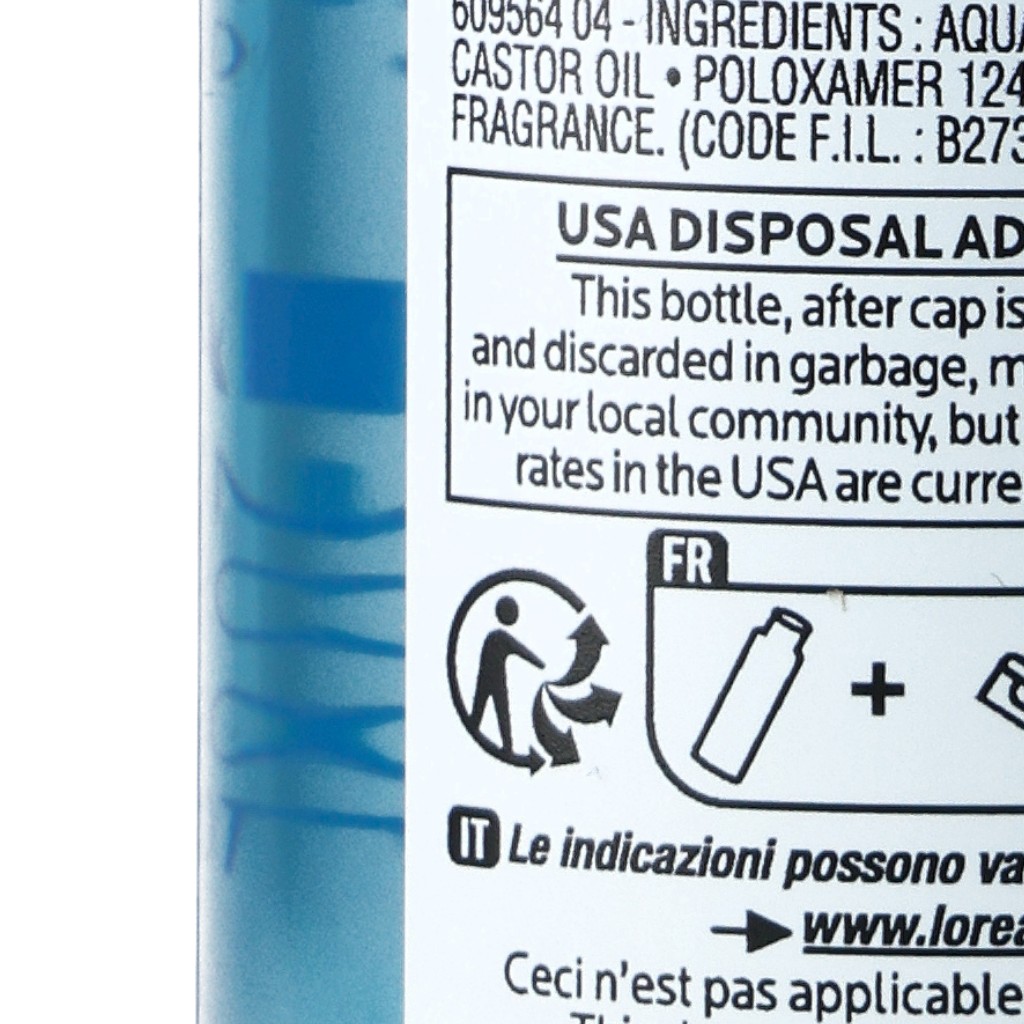 609564 04 - INGREDIENTS : AQUA
CASTOR OIL • POLOXAMER 124
FRAGRANCE. (CODE F.I.L. : B273
USA DISPOSAL AD
This bottle, after cap is
and discarded in garbage, m
in your local community, but
rates in the USA are curre
FR
+
IT Le indicazioni possono va
www.lorea
Ceci n'est pas applicable